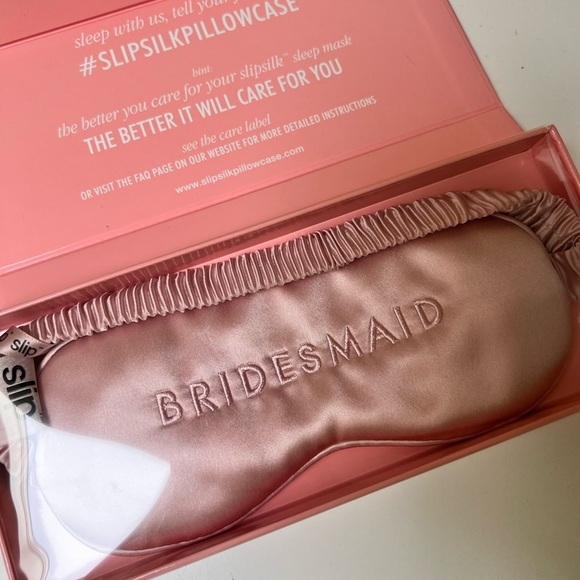 sleep with us, tell your
#SLIPSILKPILLOWCASE
hint:
the better you care for your slipsilk™ sleep mask
THE BETTER IT WILL CARE FOR YOU
see the care label
OR VISIT THE FAQ PAGE ON OUR WEBSITE FOR MORE DETAILED INSTRUCTIONS
www.slipsilkpillowcase.com
BRIDESMAID
slip
slip